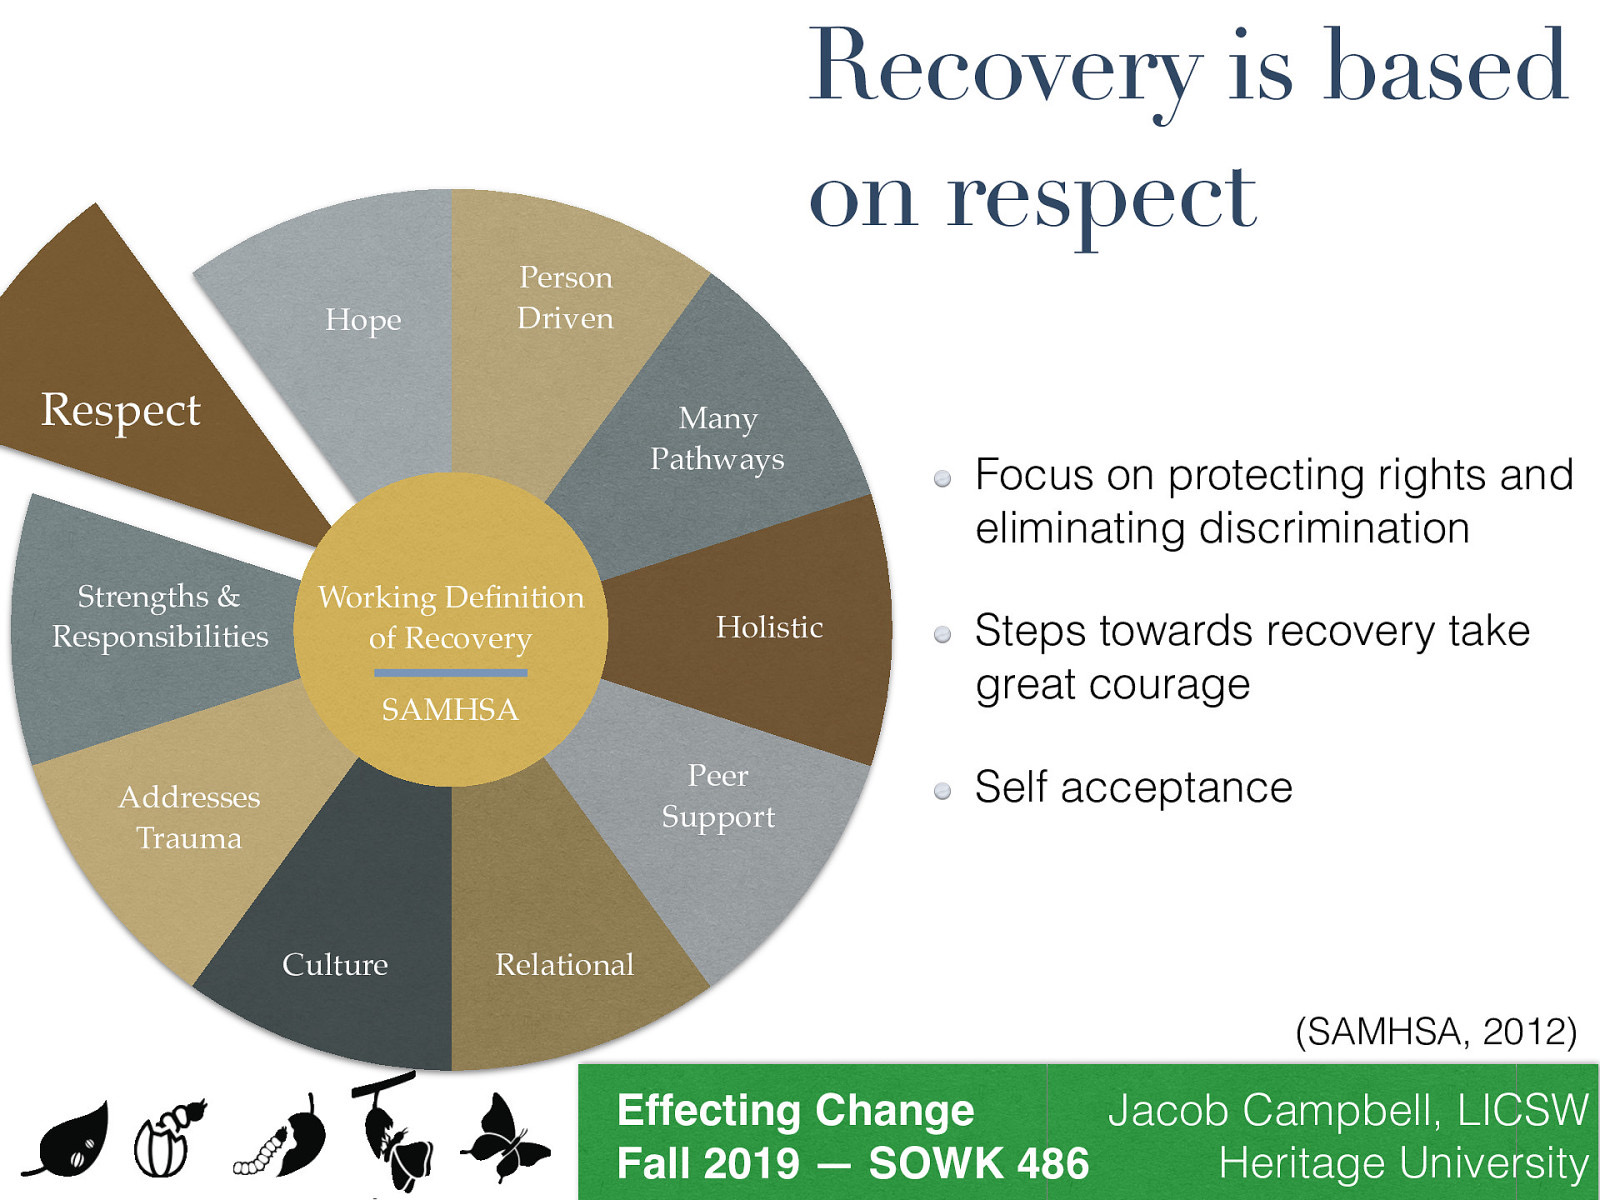 Recovery is based
on respect
Hope
Person
Driven
Many
Pathways
Respect
Holistic
Strengths &
Responsibilities
Working Definition
of Recovery
SAMHSA
Peer
Support
Addresses
Trauma
Culture
Relational
Focus on protecting rights and
eliminating discrimination
Steps towards recovery take
great courage
Self acceptance
(SAMHSA, 2012)
Effecting Change
Fall 2019 — SOWK 486
Jacob Campbell, LICSW
Heritage University